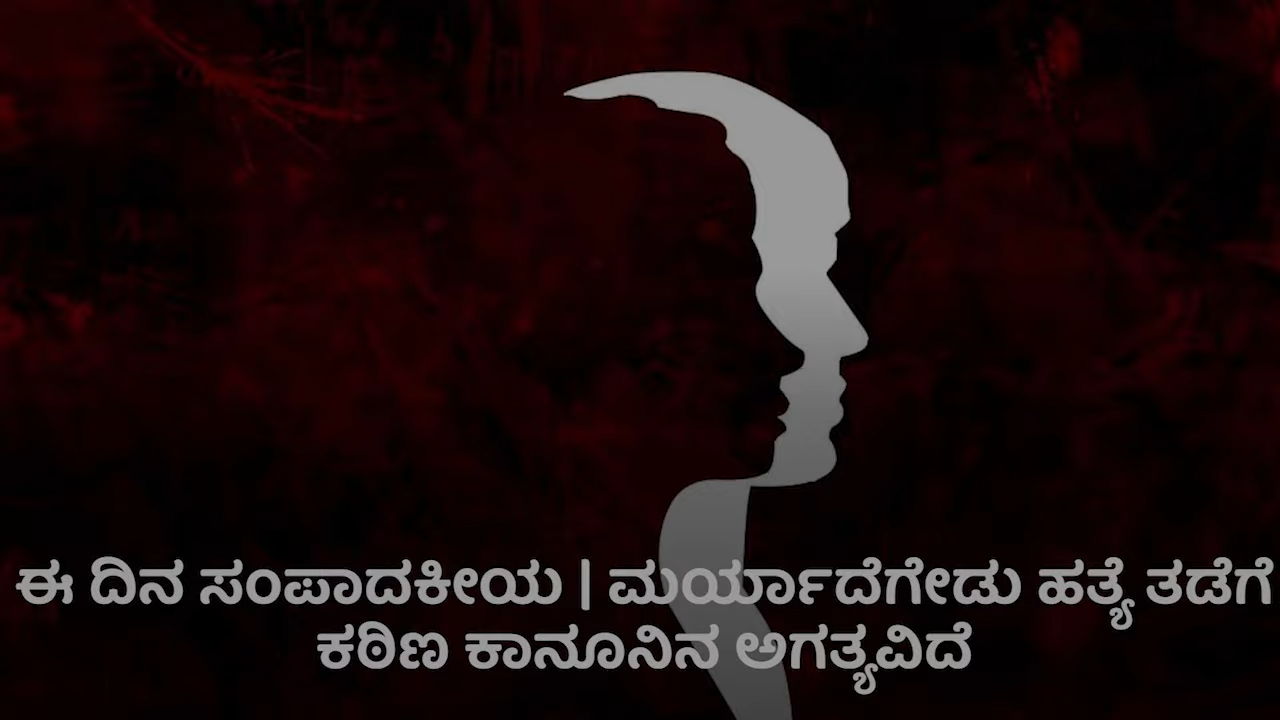 ಈ ದಿನ ಸಂಪಾದಕೀಯ | ಮರ್ಯಾದೆಗೇಡು ಹತ್ಯೆ ತಡೆಗೆ
ಕಠಿಣ ಕಾನೂನಿನ ಅಗತ್ಯವಿದೆ